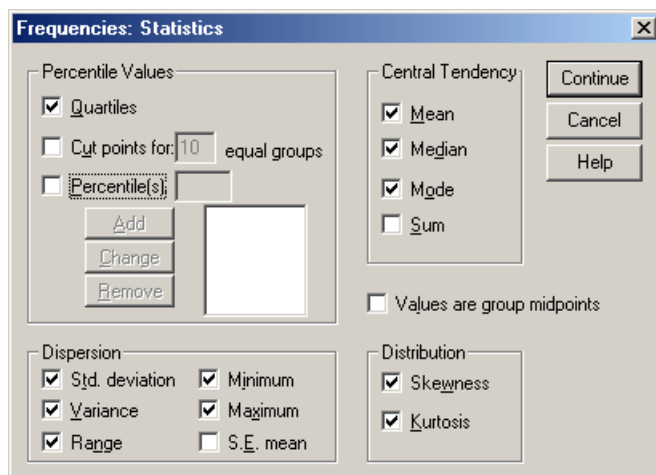 Frequencies: Statistics
Percentile Values
Quartiles
Cut points for: 10 equal groups
Percentile(s):
Add
Change
Remove
Central Tendency
Mean
Median
Mode
Sum
Continue
Cancel
Help
Values are group midpoints
Dispersion
Std. deviation Minimum
Variance Maximum
Range S.E. mean
Distribution
Skewness
Kurtosis